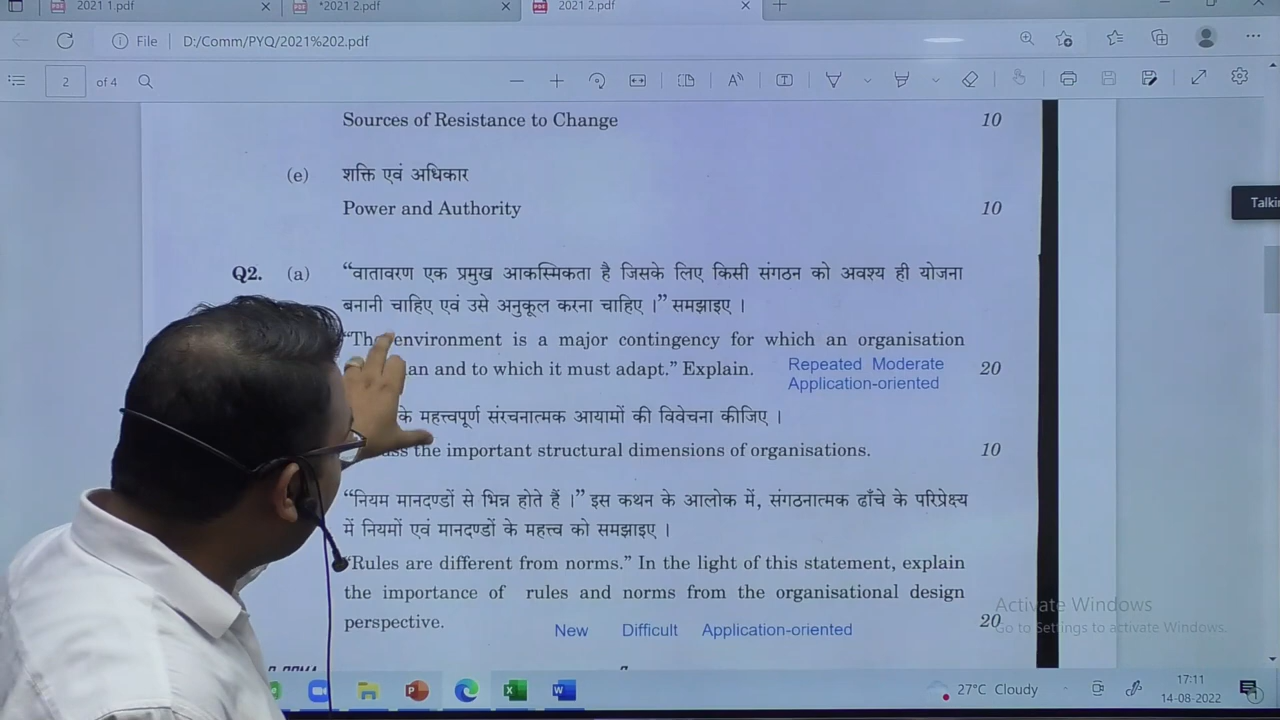 2021 1.pdf
*2021 2.pdf
2021 2.pdf
File
D:/Comm/PYQ/2021%202.pdf
2 of 4
Sources of Resistance to Change 10
(e) शक्ति एवं अधिकार
Power and Authority 10
Q2. (a) “वातावरण एक प्रमुख आकस्मिकता है जिसके लिए किसी संगठन को अवश्य ही योजना
बनानी चाहिए एवं उसे अनुकूल करना चाहिए ।” समझाइए ।
“The environment is a major contingency for which an organisation
and to which it must adapt.” Explain. 20
Repeated Moderate
Application-oriented
के महत्त्वपूर्ण संरचनात्मक आयामों की विवेचना कीजिए ।
the important structural dimensions of organisations. 10
“नियम मानदण्डों से भिन्न होते हैं ।” इस कथन के आलोक में, संगठनात्मक ढाँचे के परिप्रेक्ष्य
में नियमों एवं मानदण्डों के महत्त्व को समझाइए ।
“Rules are different from norms.” In the light of this statement, explain
the importance of rules and norms from the organisational design
perspective. 20
New Difficult Application-oriented
Activate Windows
Go to Settings to activate Windows.
27°C Cloudy
17:11
14-08-2022